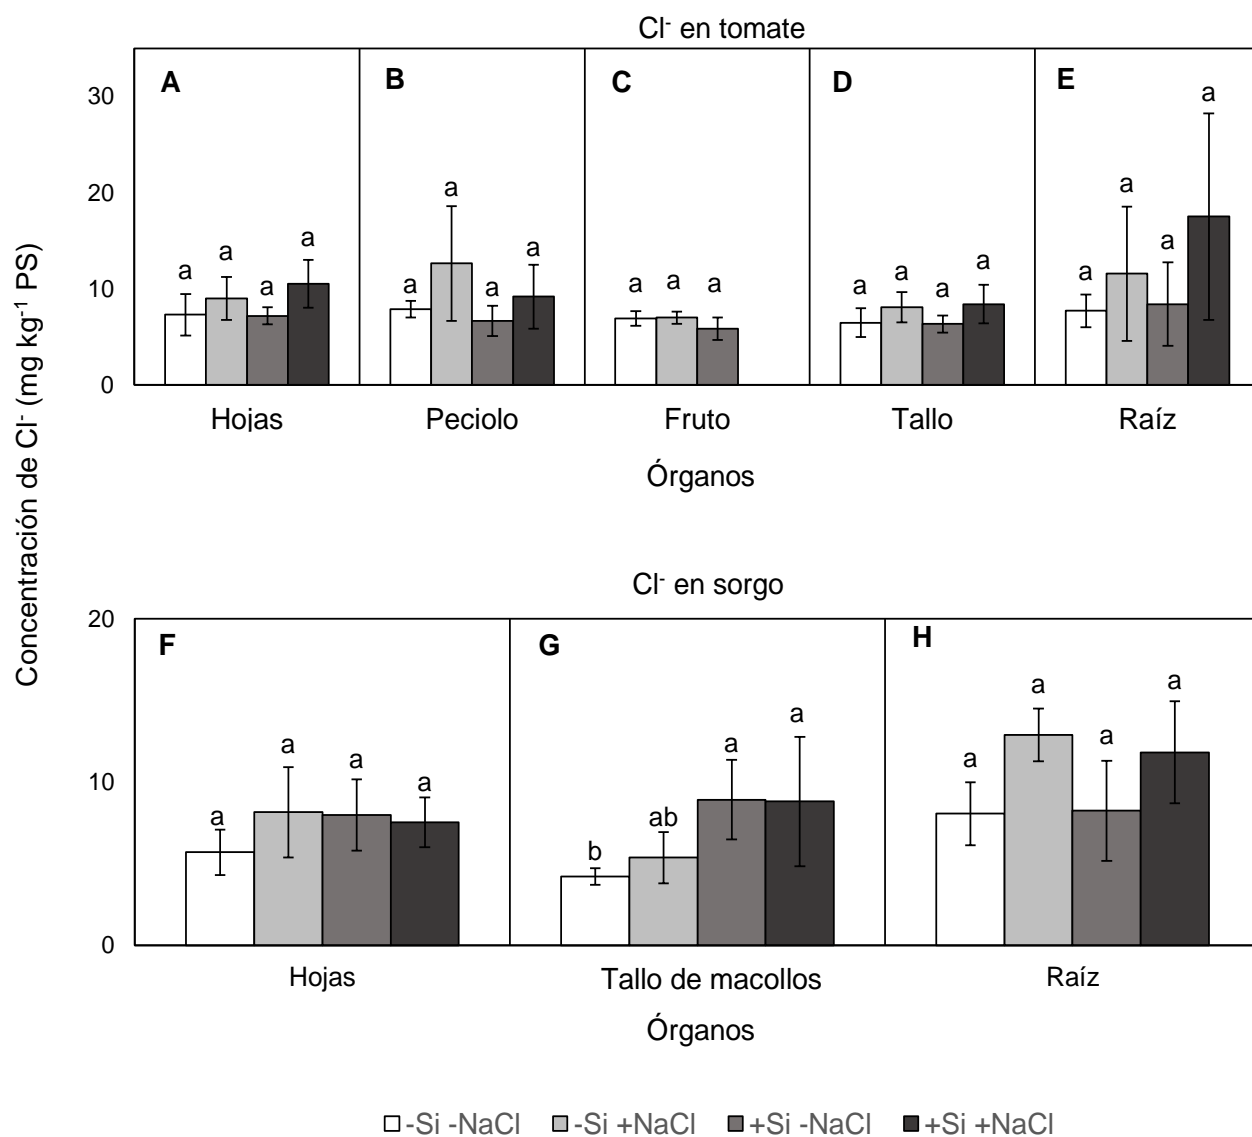 Cl- en tomate
Concentración de Cl- (mg kg-1 PS)
A B C D E
30
20
10
0
a a a a a a a a a a a a a a a a a a a
Hojas Peciolo Fruto Tallo Raíz
Órganos
Cl- en sorgo
20
10
0
F G H
a a a a b ab a a a a a a
Hojas Tallo de macollos Raíz
Órganos
-Si -NaCl -Si +NaCl +Si -NaCl +Si +NaCl